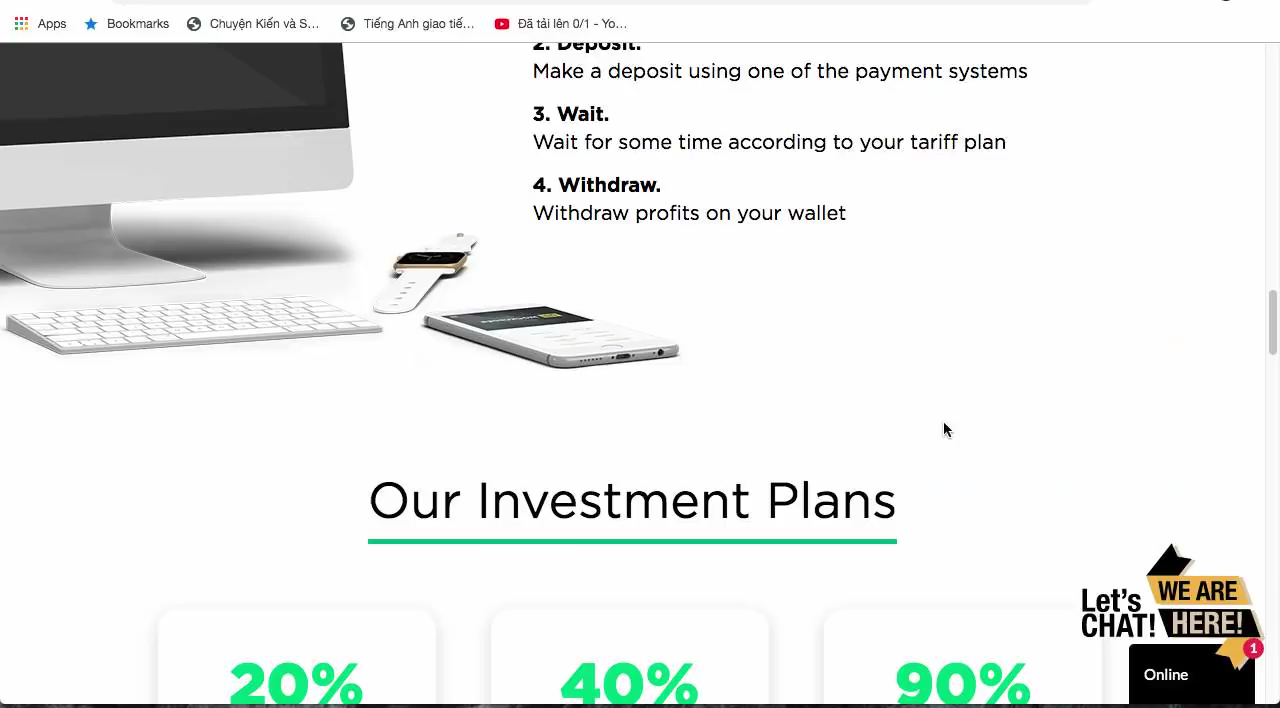 Apps
Bookmarks
Chuyện Kiến và S...
Tiếng Anh giao tiế...
Đã tải lên 0/1 - Yo...
2. Deposit.
Make a deposit using one of the payment systems
3. Wait.
Wait for some time according to your tariff plan
4. Withdraw.
Withdraw profits on your wallet
Our Investment Plans
20%
40%
90%
Let's
CHAT!
WE ARE
HERE!
1
Online